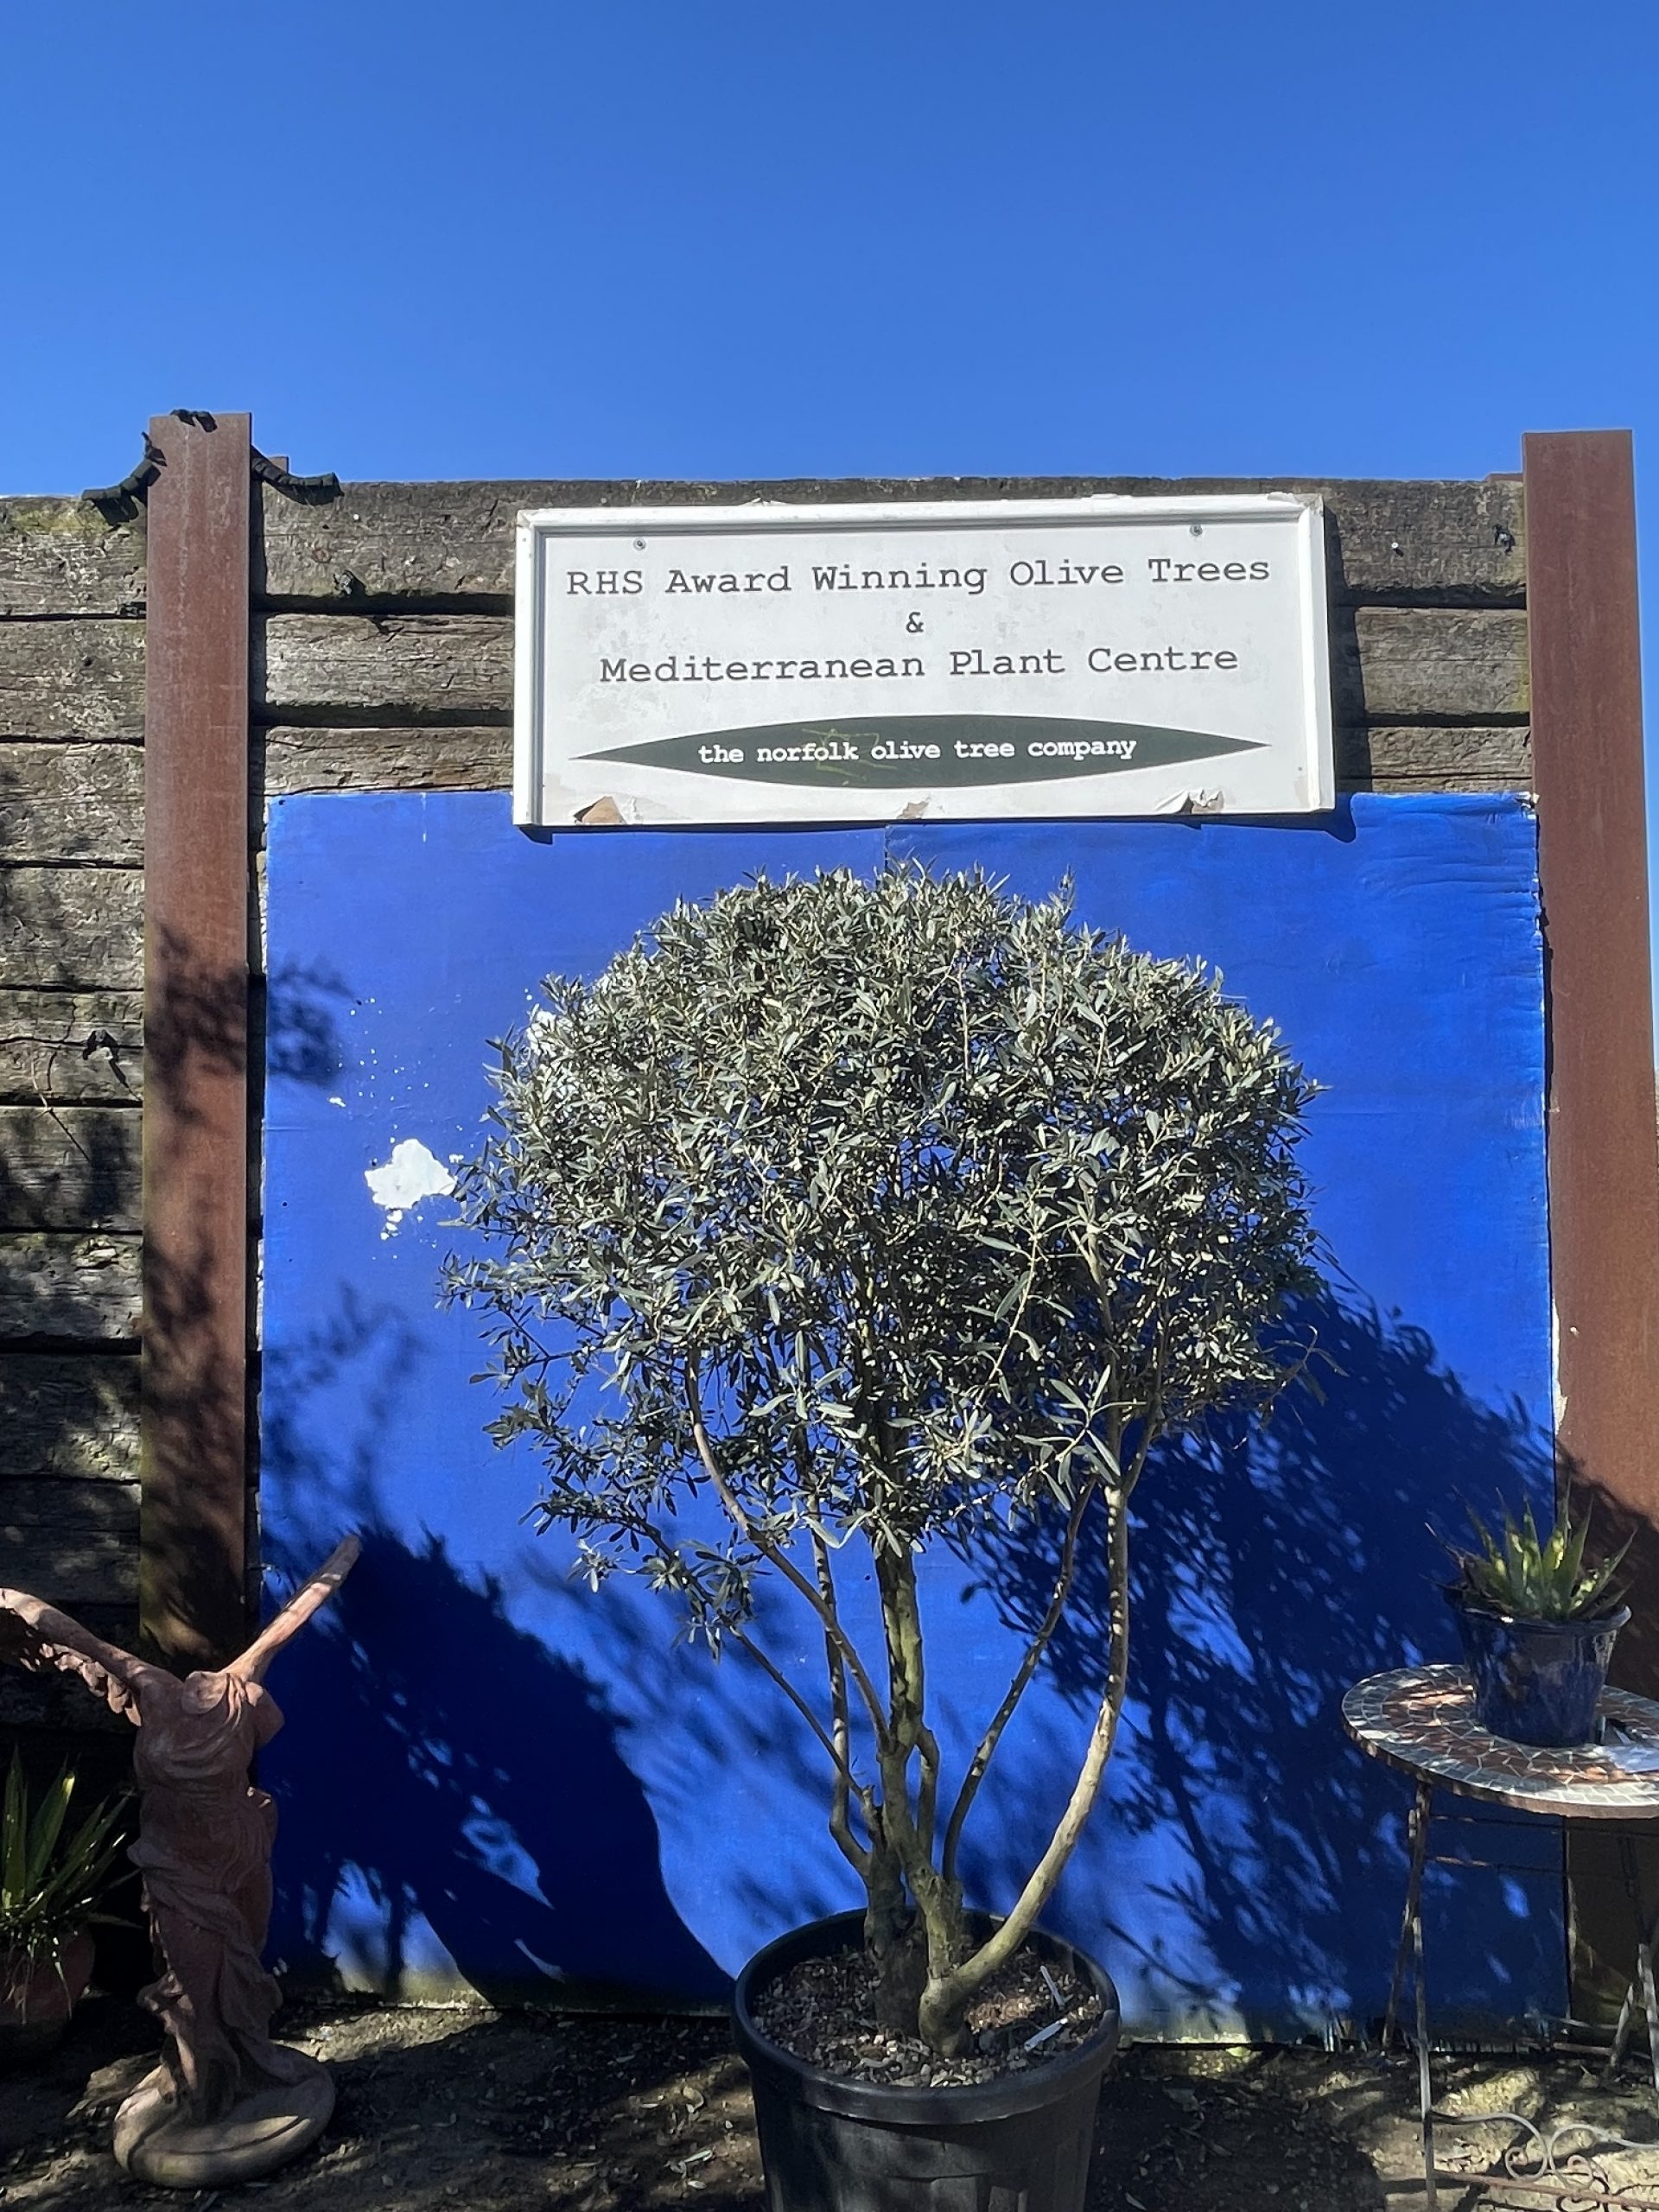 RHS Award Winning Olive Trees
&
Mediterranean Plant Centre
the norfolk olive tree company